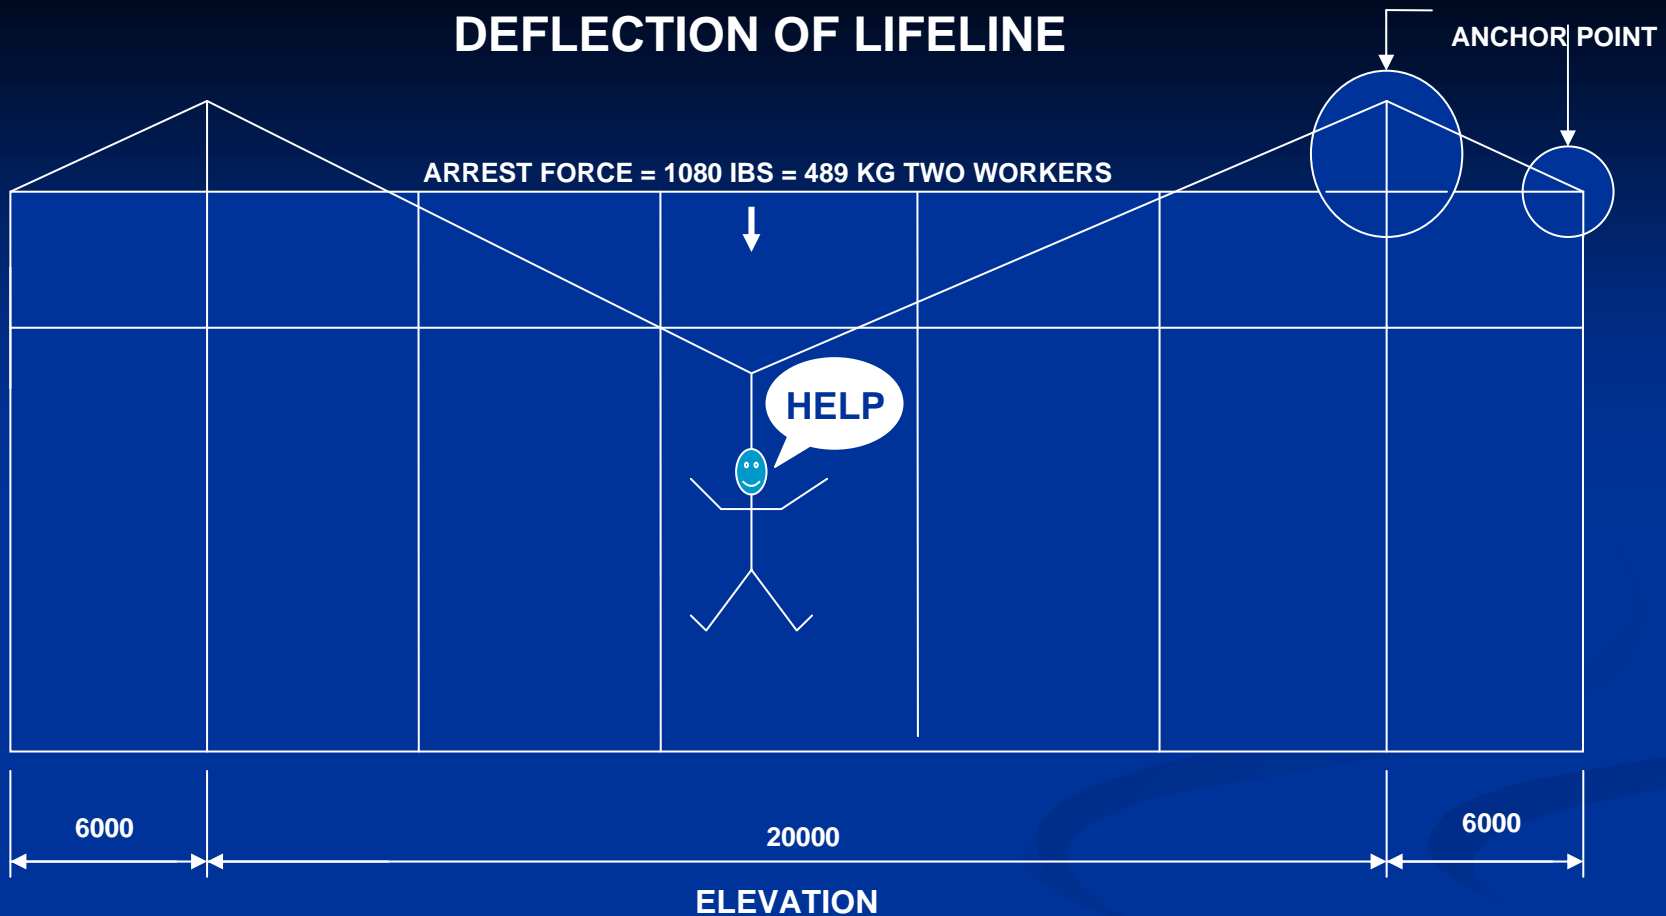 DEFLECTION OF LIFELINE
ANCHOR POINT
ARREST FORCE = 1080 IBS = 489 KG TWO WORKERS
HELP
6000
20000
6000
ELEVATION